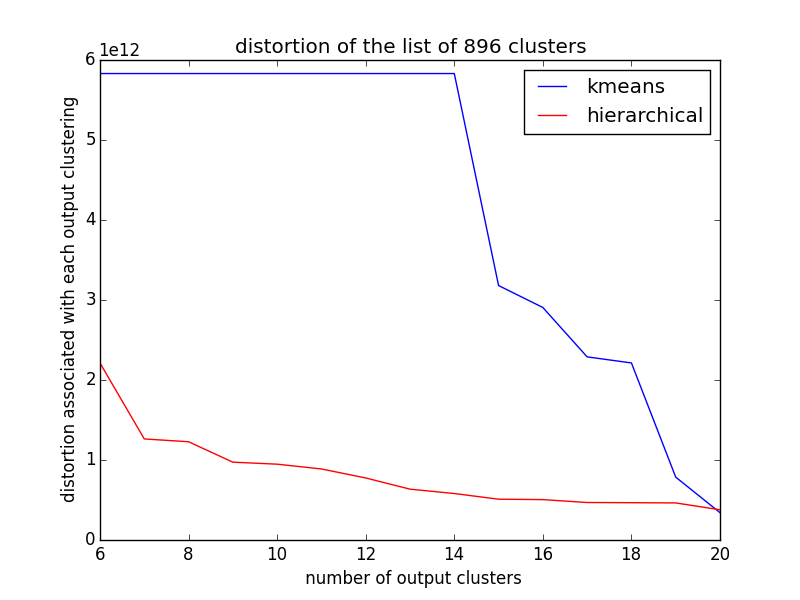 distortion of the list of 896 clusters
1e12
kmeans
hierarchical
distortion associated with each output clustering
6
5
4
3
2
1
0
6 8 10 12 14 16 18 20
number of output clusters